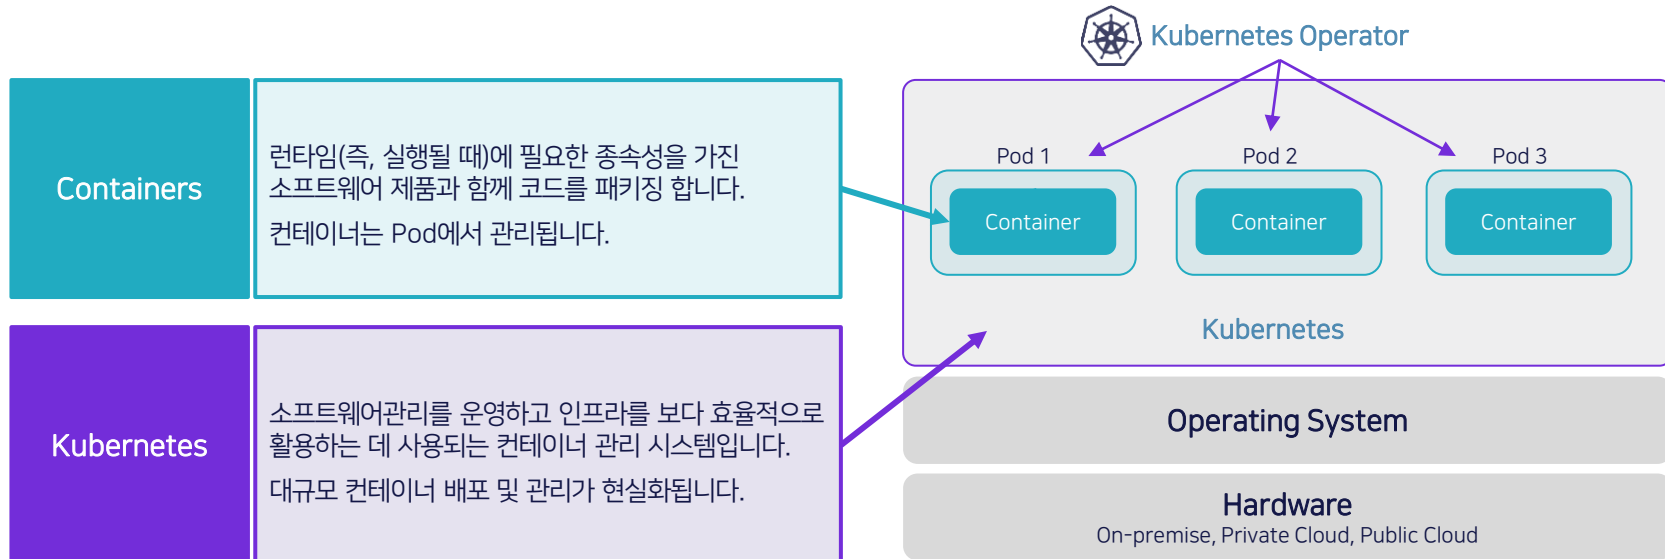 Kubernetes Operator
Containers
런타임(즉, 실행될 때)에 필요한 종속성을 가진
소프트웨어 제품과 함께 코드를 패키징 합니다.
컨테이너는 Pod에서 관리됩니다.
Pod 1
Pod 2
Pod 3
Container
Container
Container
Kubernetes
Kubernetes
소프트웨어관리를 운영하고 인프라를 보다 효율적으로
활용하는 데 사용되는 컨테이너 관리 시스템입니다.
대규모 컨테이너 배포 및 관리가 현실화됩니다.
Operating System
Hardware
On-premise, Private Cloud, Public Cloud